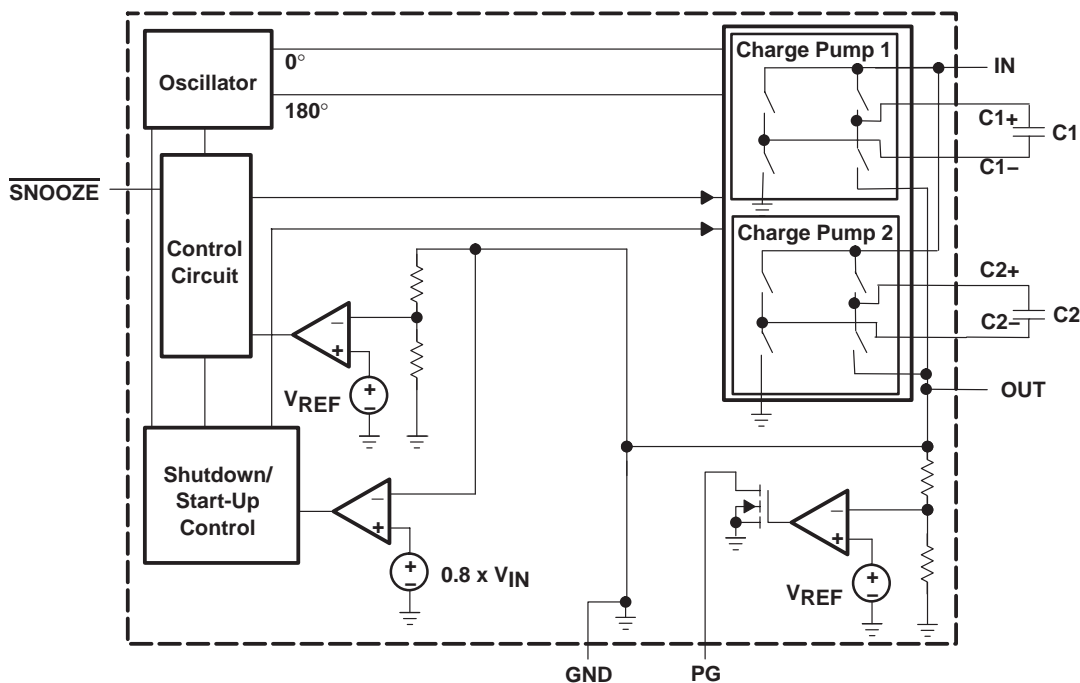 Oscillator
0°
180°
Charge Pump 1
IN
C1+
C1
C1−
SNOOZE
Control
Circuit
Charge Pump 2
C2+
C2
C2−
−
+
+
−
VREF
OUT
Shutdown/
Start-Up
Control
−
+
+
−
0.8 x VIN
−
+
+
−
VREF
GND
PG